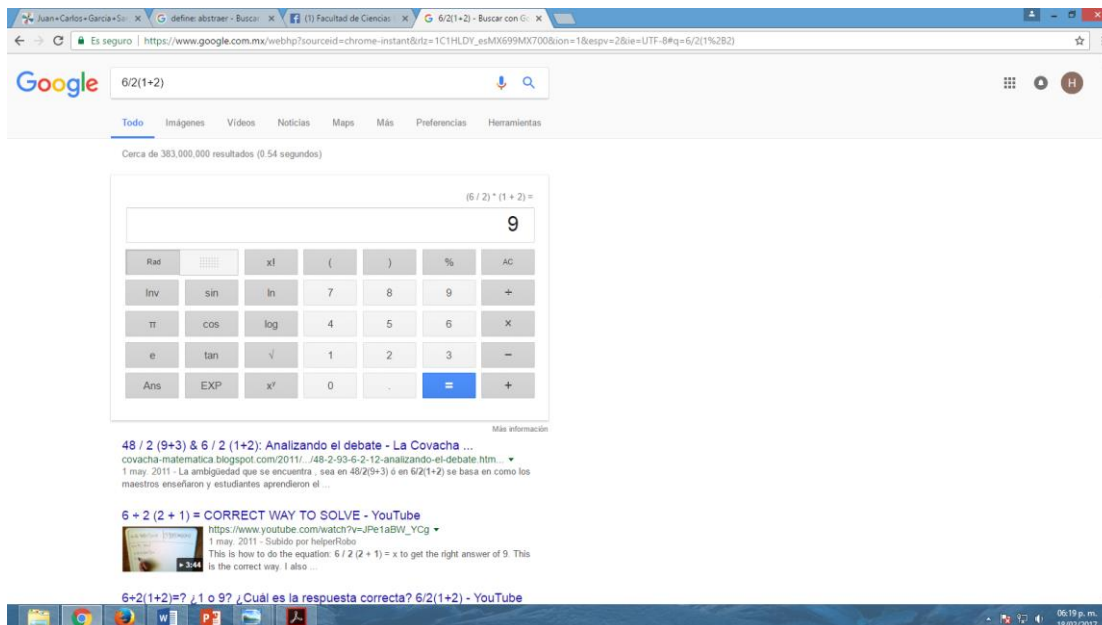 Juan+Carlos+Garcia+Sa
define: abstraer - Buscar
(1) Facultad de Ciencias
6/2(1+2) - Buscar con Go
Es seguro | https://www.google.com.mx/webhp?sourceid=chrome-instant&rlz=1C1HLDY_esMX699MX700&ion=1&espv=2&ie=UTF-8#q=6/2(1%2B2)
Google
6/2(1+2)
H
Todo Imágenes Vídeos Noticias Maps Más Preferencias Herramientas
Cerca de 383,000,000 resultados (0.54 segundos)
(6 / 2) * (1 + 2) =
9
Rad x! ( ) % AC
Inv sin ln 7 8 9 ÷
π cos log 4 5 6 ×
e tan √ 1 2 3 −
Ans EXP xʸ 0 . = +
Más información
48 / 2 (9+3) & 6 / 2 (1+2): Analizando el debate - La Covacha ...
covacha-matematica.blogspot.com/2011/.../48-2-93-6-2-12-analizando-el-debate.htm...
1 may. 2011 - La ambigüedad que se encuentra , sea en 48/2(9+3) ó en 6/2(1+2) se basa en como los
maestros enseñaron y estudiantes aprendieron el ...
6 ÷ 2 (2 + 1) = CORRECT WAY TO SOLVE - YouTube
https://www.youtube.com/watch?v=JPe1aBW_YCg
1 may. 2011 - Subido por helperRobo
This is how to do the equation: 6 / 2 (2 + 1) = x to get the right answer of 9. This
is the correct way. I also ...
3:44
6÷2(1+2)=? ¿1 o 9? ¿Cuál es la respuesta correcta? 6/2(1+2) - YouTube
06:19 p. m.
18/02/2017